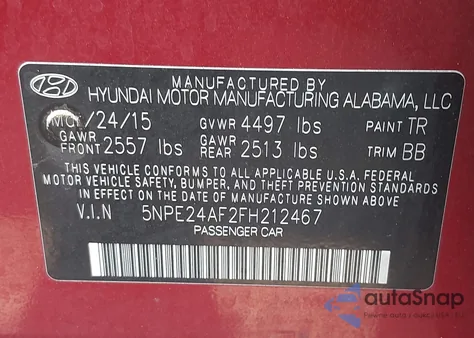 MANUFACTURED BY
HYUNDAI MOTOR MANUFACTURING ALABAMA, LLC
/24/15 GVWR 4497 lbs PAINT TR
GAWR FRONT 2557 lbs GAWR REAR 2513 lbs TRIM BB
THIS VEHICLE CONFORMS TO ALL APPLICABLE U.S.A. FEDERAL
MOTOR VEHICLE SAFETY, BUMPER, AND THEFT PREVENTION STANDARDS
IN EFFECT ON THE DATE OF MANUFACTURE SHOWN ABOVE.
V.I.N 5NPE24AF2FH212467
PASSENGER CAR
autoSnap